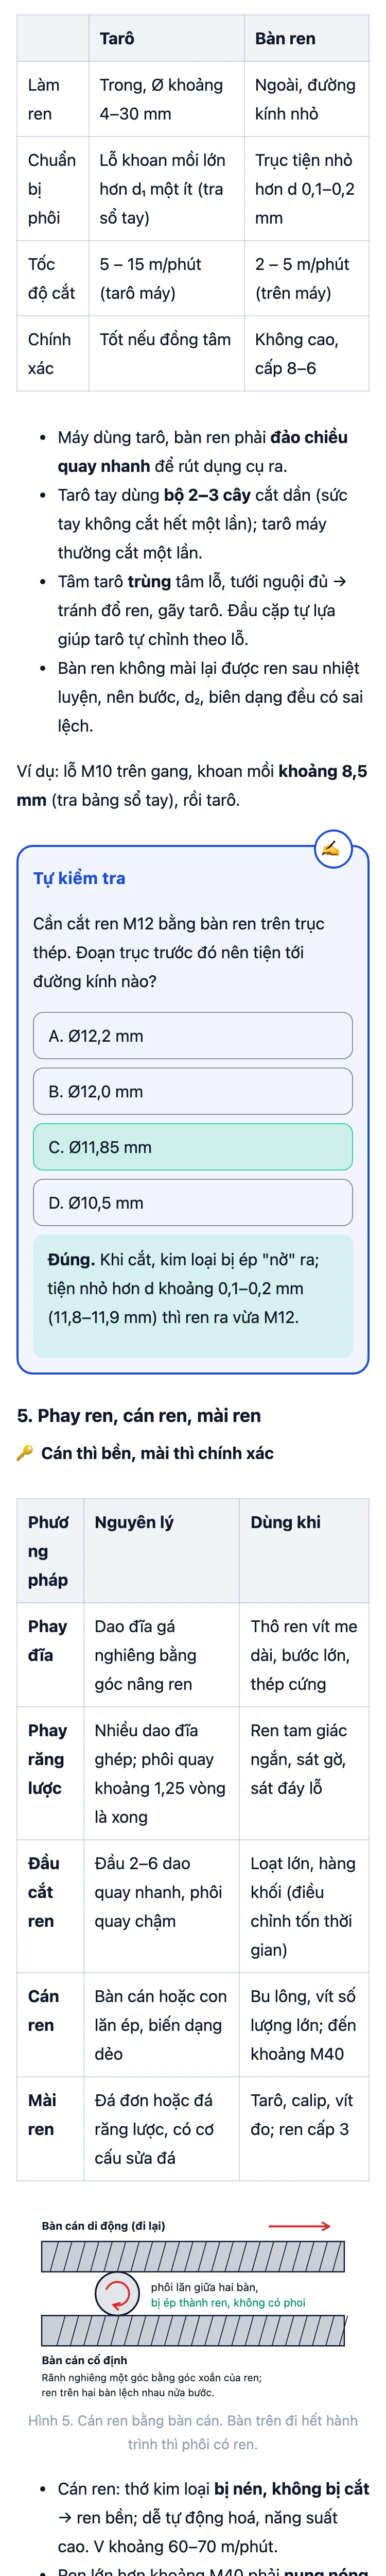 Tarô
Bàn ren
Làm
ren
Trong, Ø khoảng
4–30 mm
Ngoài, đường
kính nhỏ
Chuẩn
bị
phôi
Lỗ khoan mồi lớn
hơn d₁ một ít (tra
sổ tay)
Trục tiện nhỏ
hơn d 0,1–0,2
mm
Tốc
độ cắt
5 – 15 m/phút
(tarô máy)
2 – 5 m/phút
(trên máy)
Chính
xác
Tốt nếu đồng tâm
Không cao,
cấp 8–6
• Máy dùng tarô, bàn ren phải đảo chiều
quay nhanh để rút dụng cụ ra.
• Tarô tay dùng bộ 2–3 cây cắt dần (sức
tay không cắt hết một lần); tarô máy
thường cắt một lần.
• Tâm tarô trùng tâm lỗ, tưới nguội đủ →
tránh đổ ren, gãy tarô. Đầu cặp tự lựa
giúp tarô tự chỉnh theo lỗ.
• Bàn ren không mài lại được ren sau nhiệt
luyện, nên bước, d₂, biên dạng đều có sai
lệch.
Ví dụ: lỗ M10 trên gang, khoan mồi khoảng 8,5
mm (tra bảng sổ tay), rồi tarô.
✍️
Tự kiểm tra
Cần cắt ren M12 bằng bàn ren trên trục
thép. Đoạn trục trước đó nên tiện tới
đường kính nào?
A. Ø12,2 mm
B. Ø12,0 mm
C. Ø11,85 mm
D. Ø10,5 mm
Đúng. Khi cắt, kim loại bị ép "nở" ra;
tiện nhỏ hơn d khoảng 0,1–0,2 mm
(11,8–11,9 mm) thì ren ra vừa M12.
5. Phay ren, cán ren, mài ren
🔑 Cán thì bền, mài thì chính xác
Phươ
ng
pháp
Nguyên lý
Dùng khi
Phay
đĩa
Dao đĩa gá
nghiêng bằng
góc nâng ren
Thô ren vít me
dài, bước lớn,
thép cứng
Phay
răng
lược
Nhiều dao đĩa
ghép; phôi quay
khoảng 1,25 vòng
là xong
Ren tam giác
ngắn, sát gờ,
sát đáy lỗ
Đầu
cắt
ren
Đầu 2–6 dao
quay nhanh, phôi
quay chậm
Loạt lớn, hàng
khối (điều
chỉnh tốn thời
gian)
Cán
ren
Bàn cán hoặc con
lăn ép, biến dạng
dẻo
Bu lông, vít số
lượng lớn; đến
khoảng M40
Mài
ren
Đá đơn hoặc đá
răng lược, có cơ
cấu sửa đá
Tarô, calip, vít
đo; ren cấp 3
Bàn cán di động (đi lại)
phôi lăn giữa hai bàn,
bị ép thành ren, không có phoi
Bàn cán cố định
Rãnh nghiêng một góc bằng góc xoắn của ren;
ren trên hai bàn lệch nhau nửa bước.
Hình 5. Cán ren bằng bàn cán. Bàn trên đi hết hành
trình thì phôi có ren.
• Cán ren: thớ kim loại bị nén, không bị cắt
→ ren bền; dễ tự động hoá, năng suất
cao. V khoảng 60–70 m/phút.
• Ren lớn hơn khoảng M40 phải nung nóng